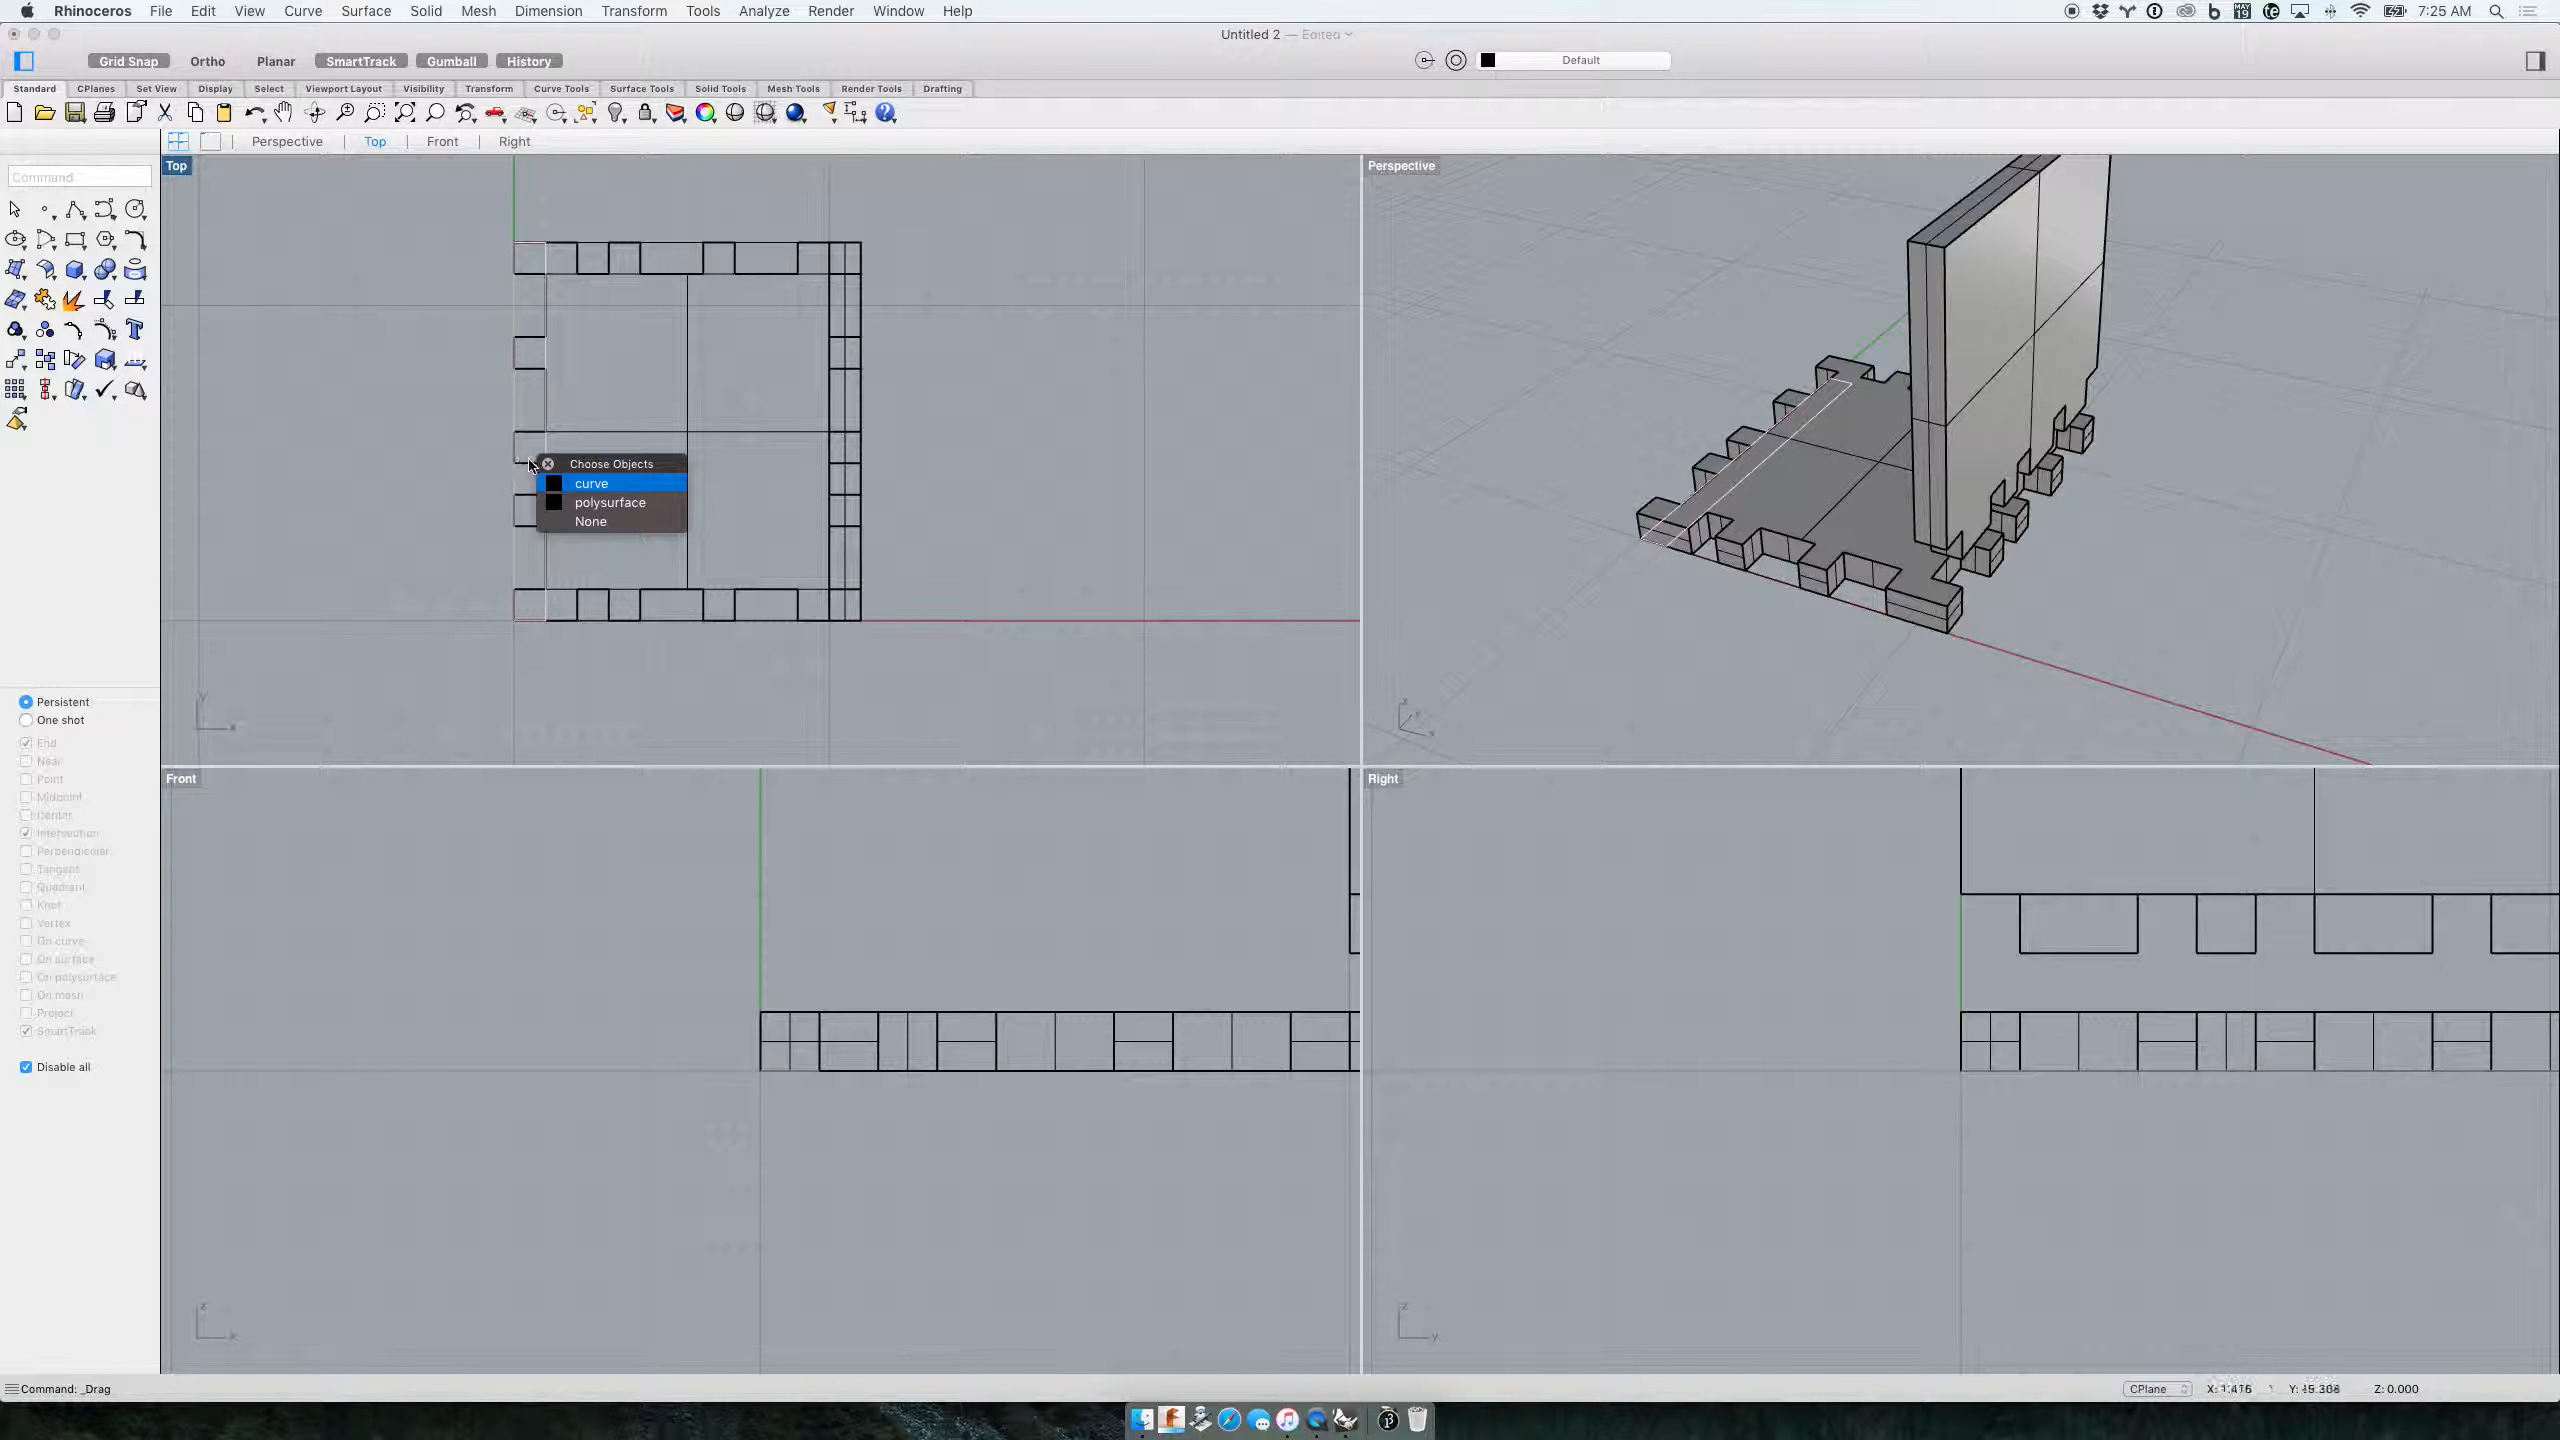 Rhinoceros File Edit View Curve Surface Solid Mesh Dimension Transform Tools Analyze Render Window Help
7:25 AM
Untitled 2 — Edited
Grid Snap Ortho Planar SmartTrack Gumball History
Default
Standard CPlanes Set View Display Select Viewport Layout Visibility Transform Curve Tools Surface Tools Solid Tools Mesh Tools Render Tools Drafting
Perspective Top Front Right
Top
Perspective
Command
Choose Objects
curve
polysurface
None
Persistent
One shot
End
Near
Point
Midpoint
Center
Intersection
Perpendicular
Tangent
Quadrant
Knot
Vertex
On curve
On surface
On polysurface
On mesh
Project
SmartTrack
Disable all
Front
Right
Command: _Drag
CPlane
Z: 0.000